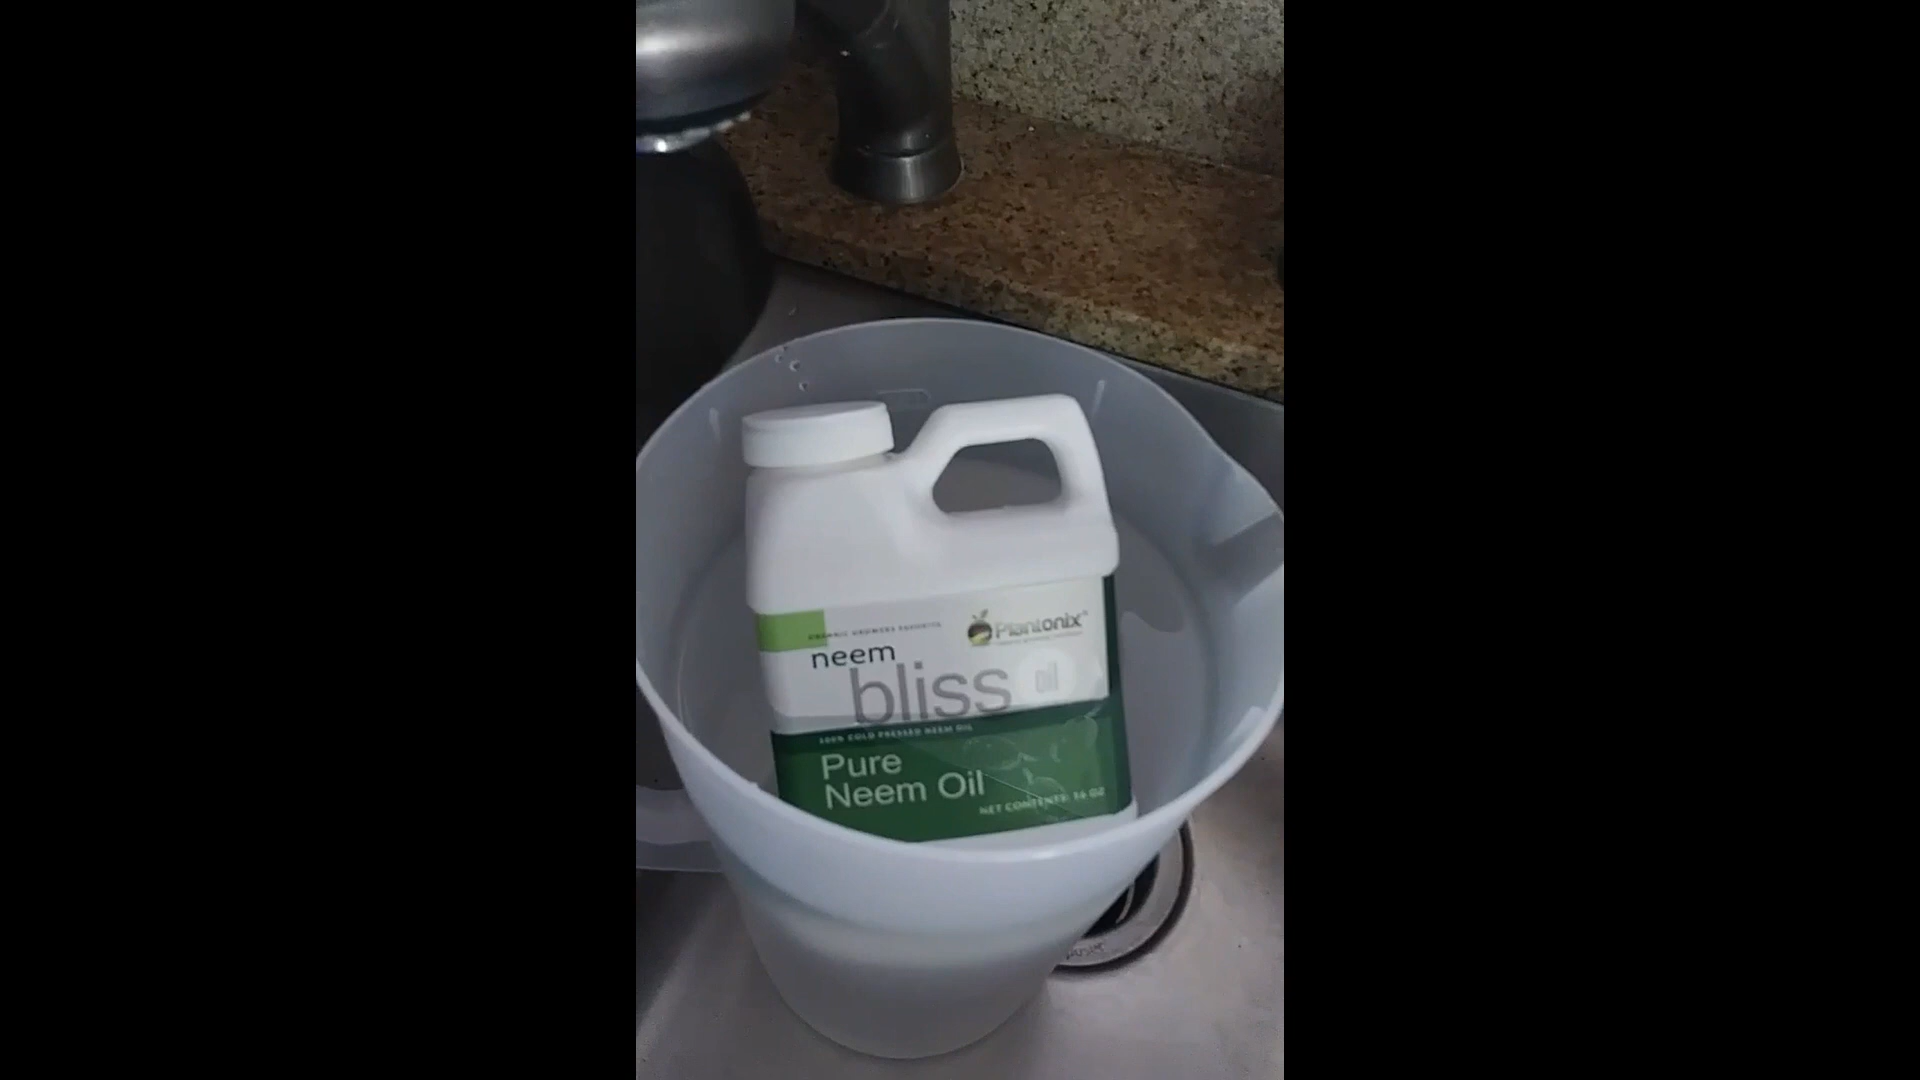 ORGANIC GROWERS FAVORITE
Plantonix
neem
bliss oil
100% COLD PRESSED NEEM OIL
Pure
Neem Oil
NET CONTENTS: 16 OZ